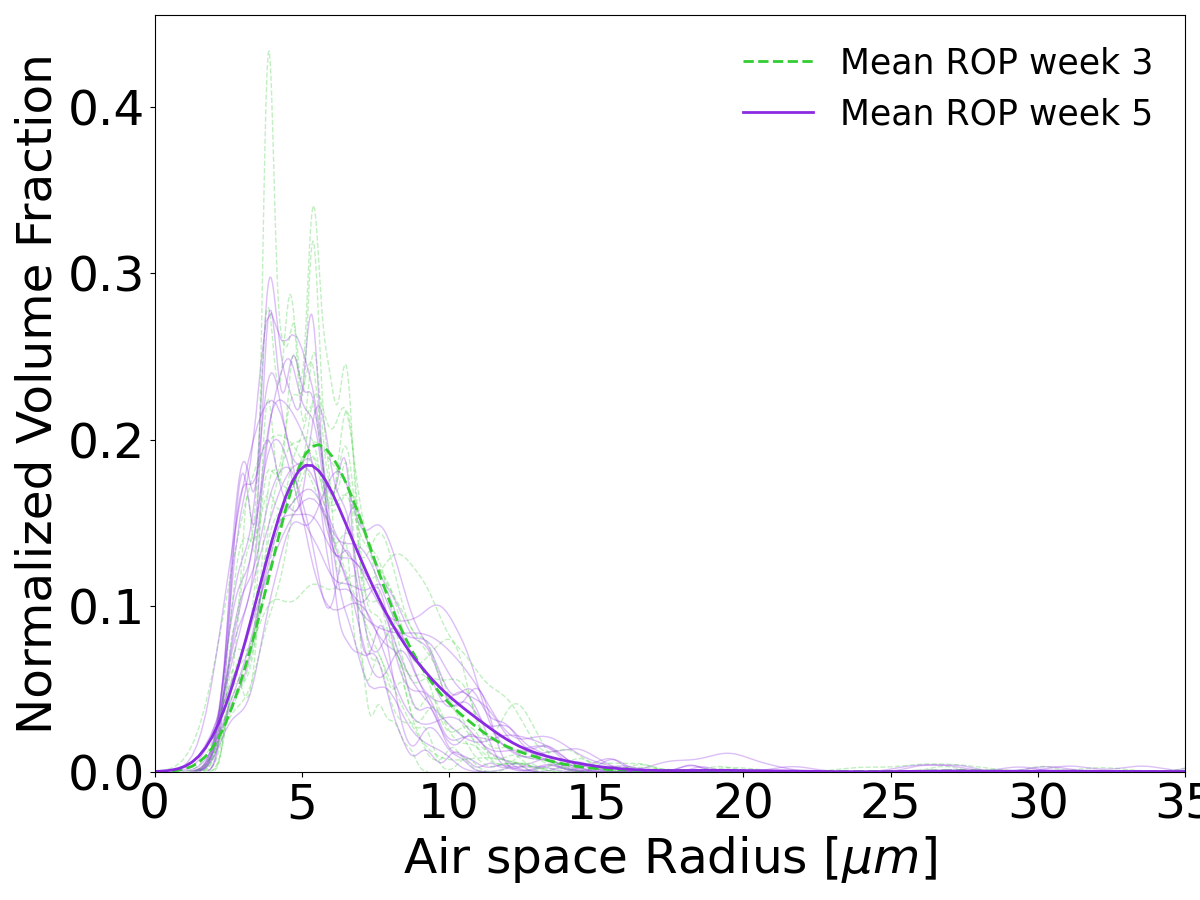 Mean ROP week 3
Mean ROP week 5
Normalized Volume Fraction
0.4
0.3
0.2
0.1
0.0
0 5 10 15 20 25 30 35
Air space Radius [μm]